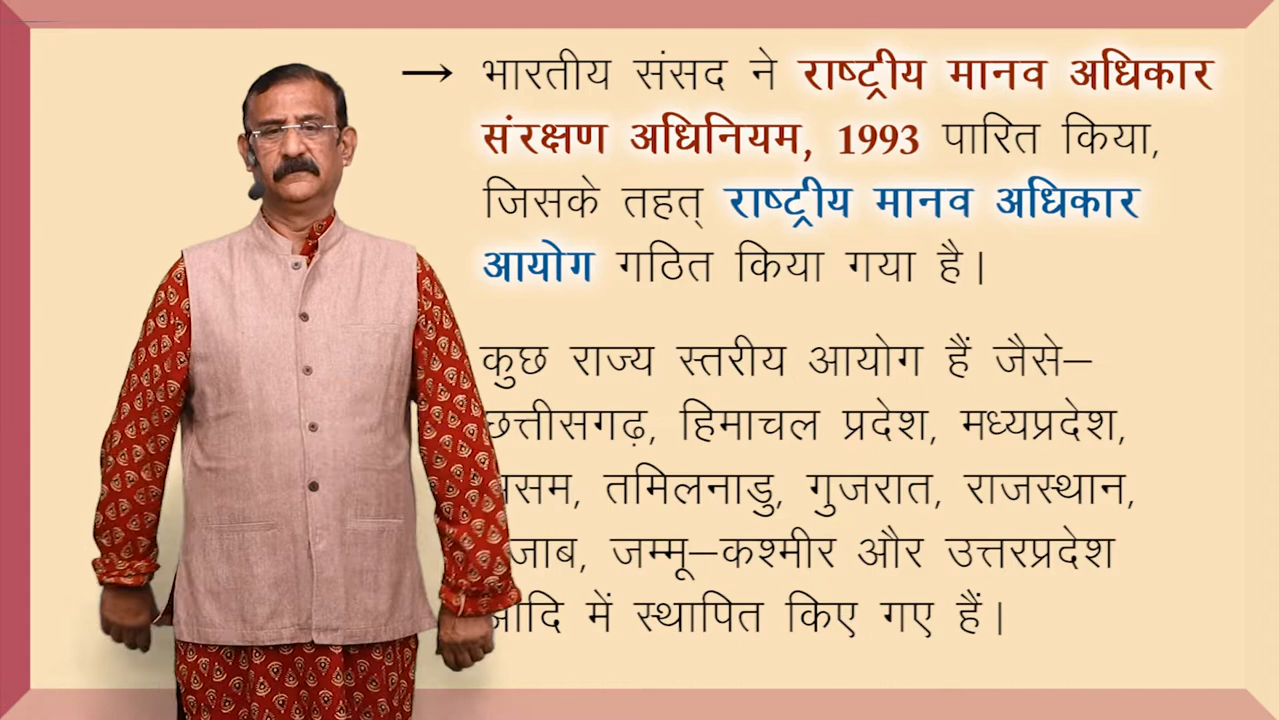 → भारतीय संसद ने राष्ट्रीय मानव अधिकार
संरक्षण अधिनियम, 1993 पारित किया,
जिसके तहत् राष्ट्रीय मानव अधिकार
आयोग गठित किया गया है।
कुछ राज्य स्तरीय आयोग हैं जैसे–
छत्तीसगढ़, हिमाचल प्रदेश, मध्यप्रदेश,
तमिलनाडु, गुजरात, राजस्थान,
जम्मू–कश्मीर और उत्तरप्रदेश
आदि में स्थापित किए गए हैं।